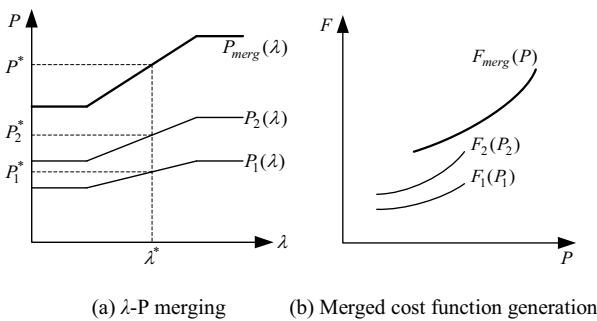 P
P*
P₂*
P₁*
P_merg(λ)
P₂(λ)
P₁(λ)
λ*
λ
F
F_merg(P)
F₂(P₂)
F₁(P₁)
P
(a) λ-P merging
(b) Merged cost function generation